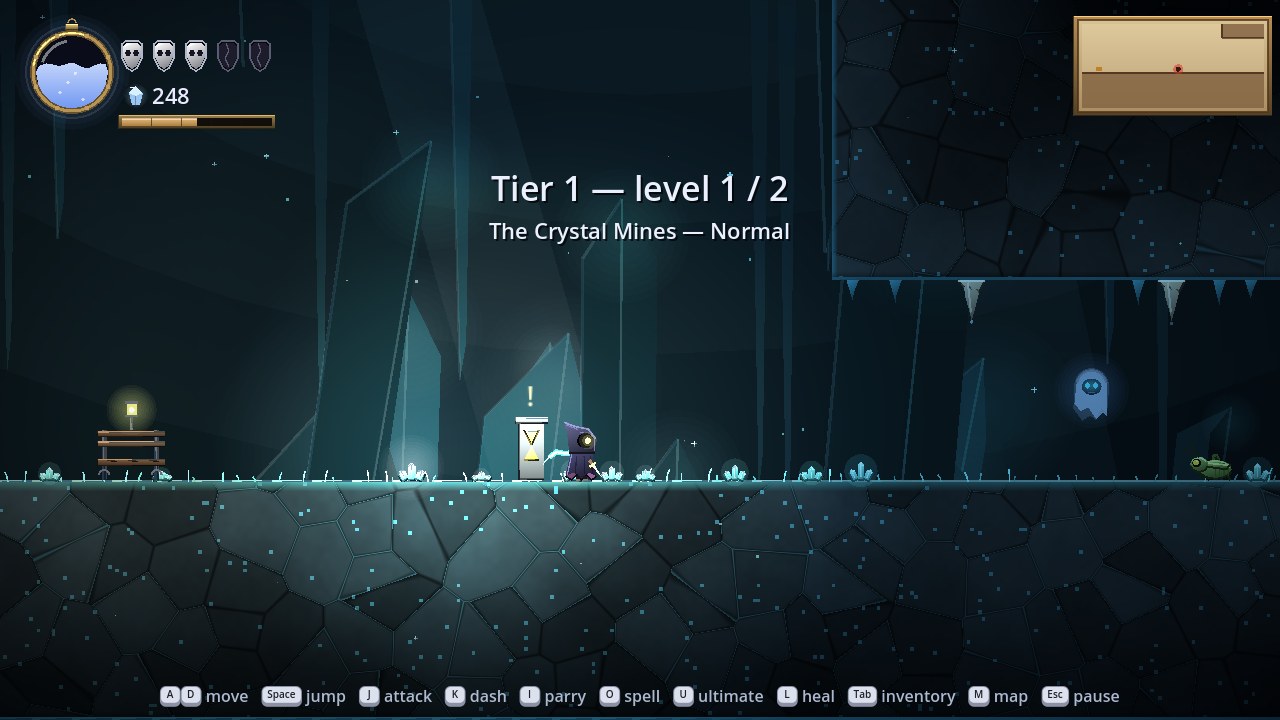 248
Tier 1 — level 1 / 2
The Crystal Mines — Normal
!
A D move Space jump J attack K dash I parry O spell U ultimate L heal Tab inventory M map Esc pause